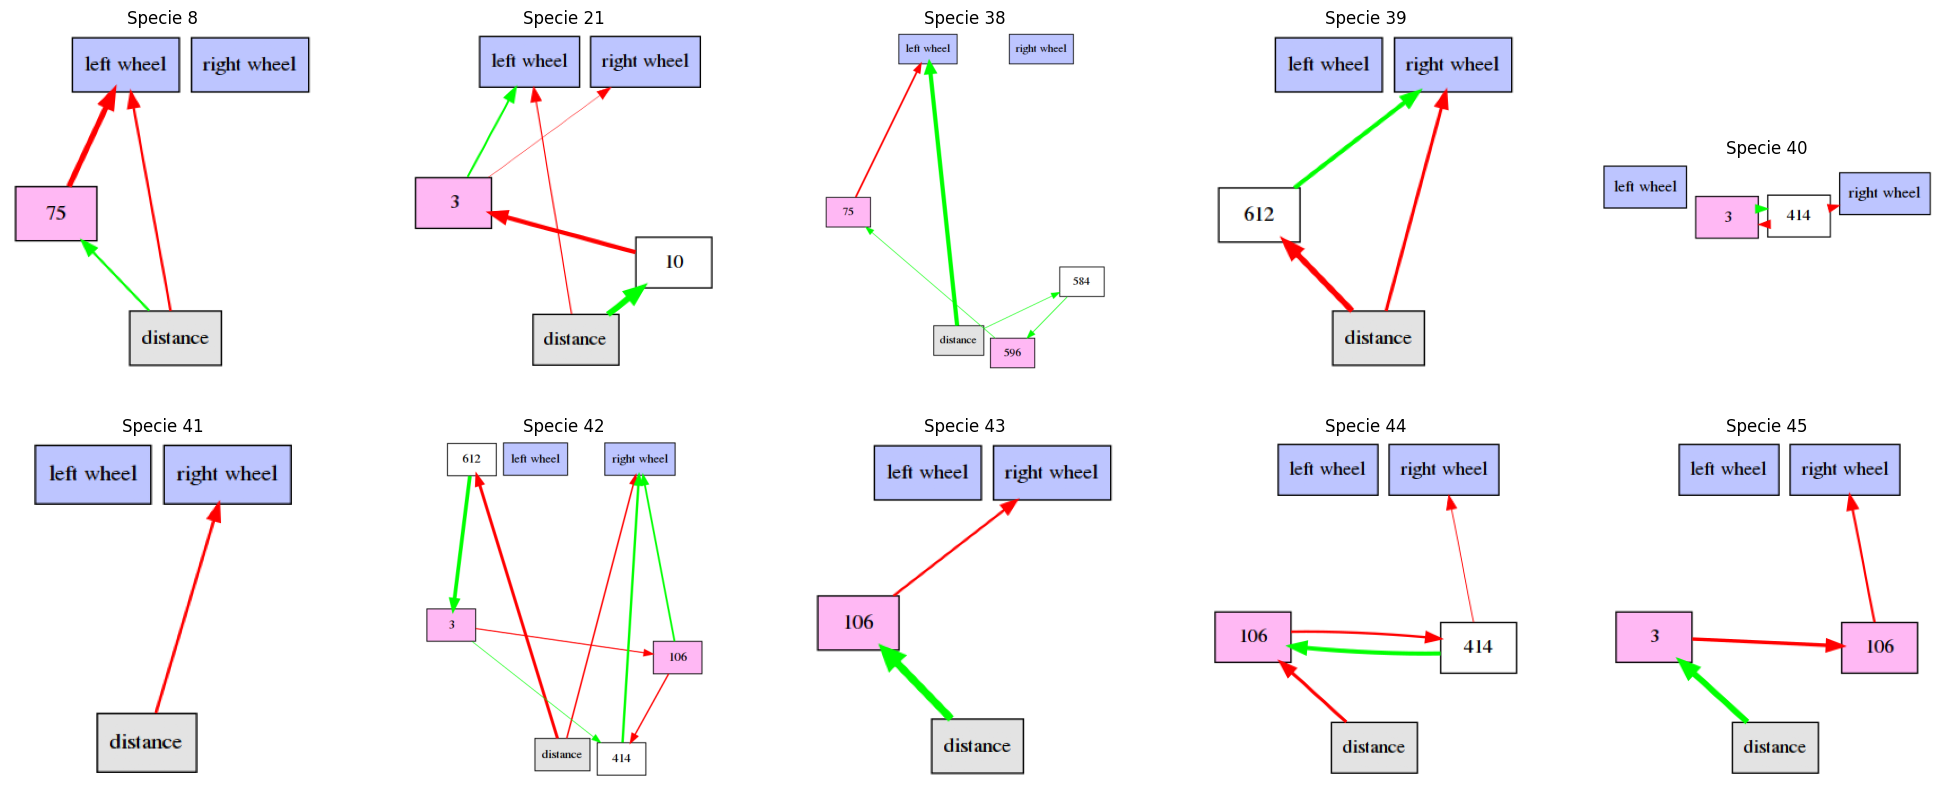 Specie 8
left wheel
right wheel
75
distance
Specie 21
left wheel
right wheel
3
10
distance
Specie 38
left wheel
right wheel
75
584
distance
596
Specie 39
left wheel
right wheel
612
distance
Specie 40
left wheel
3
414
right wheel
Specie 41
left wheel
right wheel
distance
Specie 42
612
left wheel
right wheel
3
106
distance
414
Specie 43
left wheel
right wheel
106
distance
Specie 44
left wheel
right wheel
106
414
distance
Specie 45
left wheel
right wheel
3
106
distance